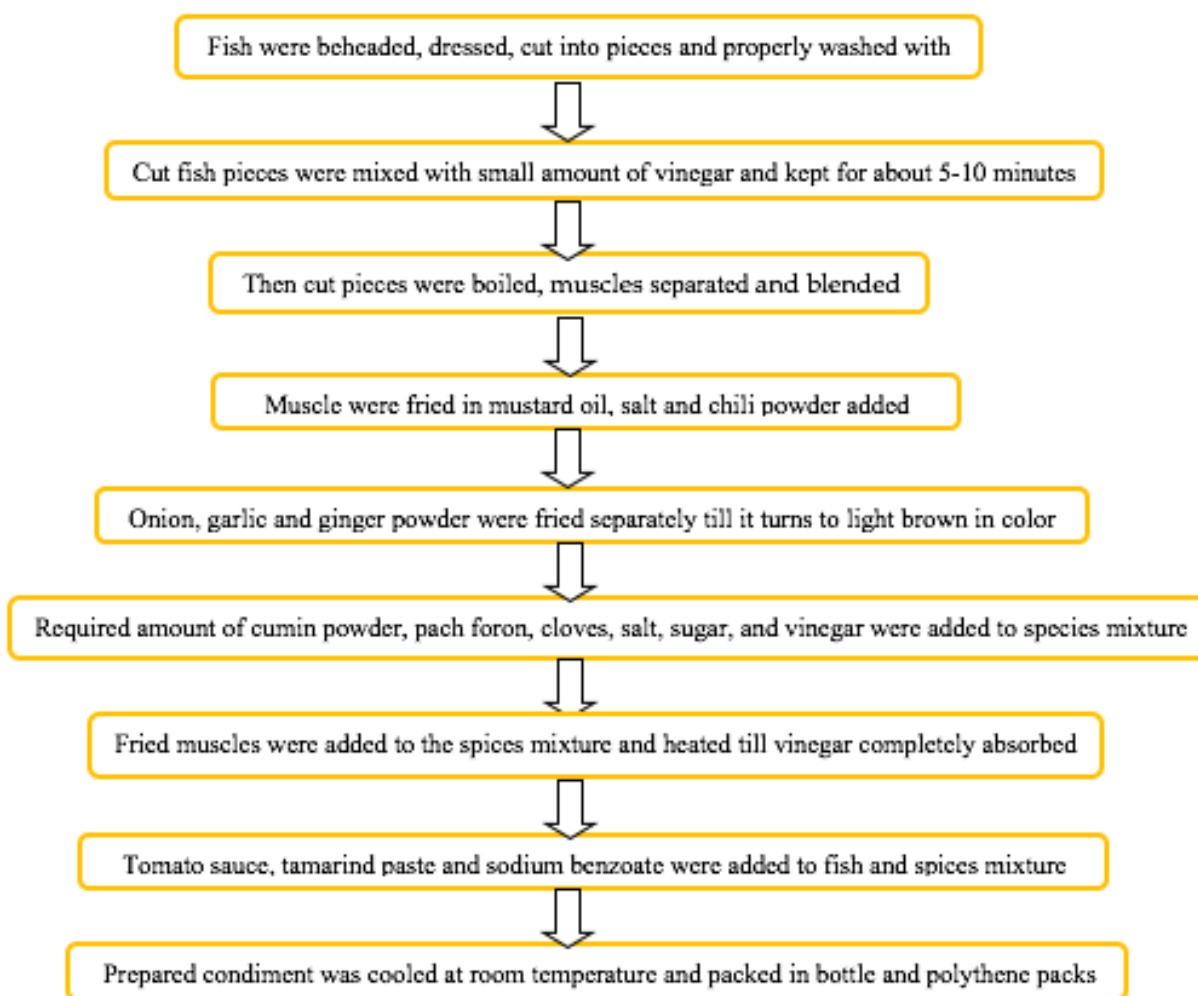 Fish were beheaded, dressed, cut into pieces and properly washed with
Cut fish pieces were mixed with small amount of vinegar and kept for about 5-10 minutes
Then cut pieces were boiled, muscles separated and blended
Muscle were fried in mustard oil, salt and chili powder added
Onion, garlic and ginger powder were fried separately till it turns to light brown in color
Required amount of cumin powder, pach foron, cloves, salt, sugar, and vinegar were added to species mixture
Fried muscles were added to the spices mixture and heated till vinegar completely absorbed
Tomato sauce, tamarind paste and sodium benzoate were added to fish and spices mixture
Prepared condiment was cooled at room temperature and packed in bottle and polythene packs